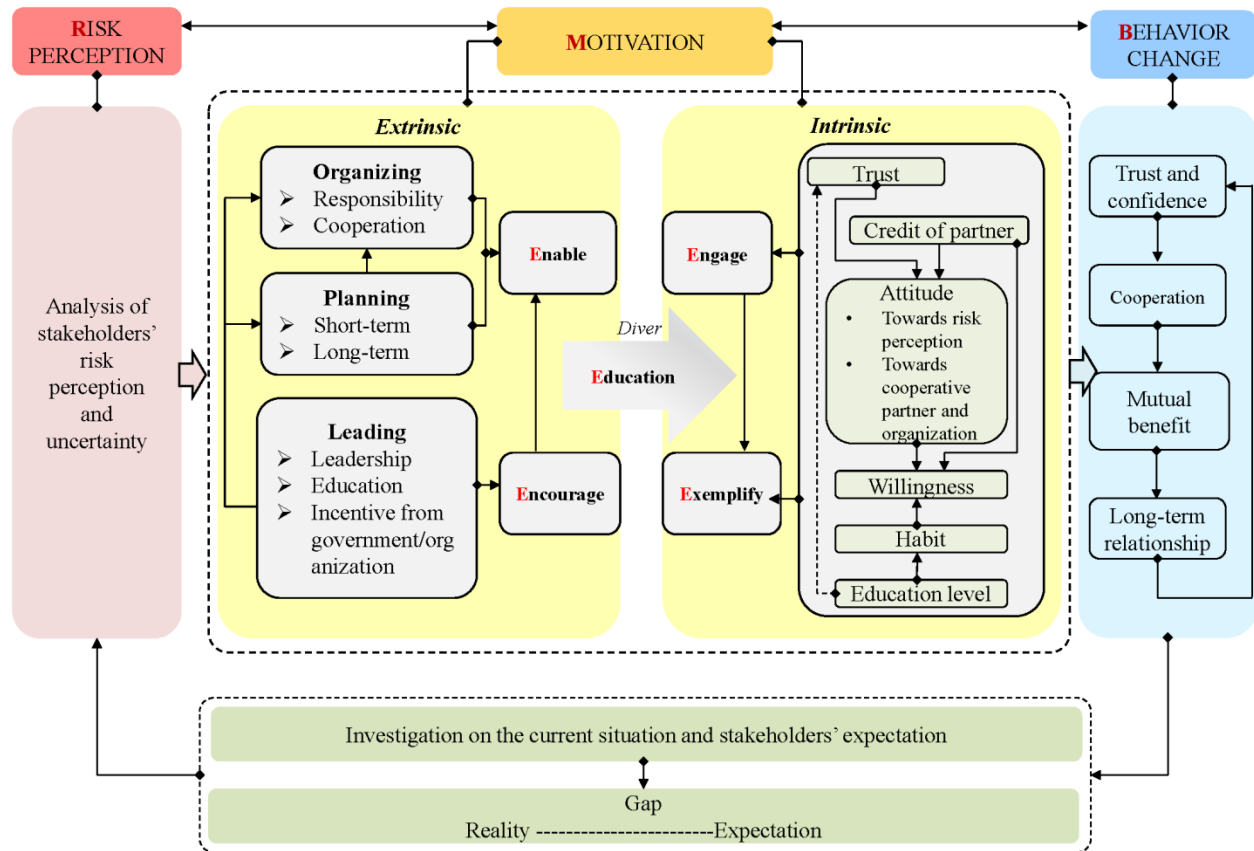 RISK
PERCEPTION
MOTIVATION
BEHAVIOR
CHANGE
Analysis of
stakeholders'
risk
perception
and
uncertainty
Extrinsic
Organizing
➢ Responsibility
➢ Cooperation
Planning
➢ Short-term
➢ Long-term
Leading
➢ Leadership
➢ Education
➢ Incentive from
government/org
anization
Enable
Encourage
Diver
Education
Intrinsic
Engage
Exemplify
Trust
Credit of partner
Attitude
• Towards risk
perception
• Towards
cooperative
partner and
organization
Willingness
Habit
Education level
Trust and
confidence
Cooperation
Mutual
benefit
Long-term
relationship
Investigation on the current situation and stakeholders' expectation
Gap
Reality ------------------------Expectation